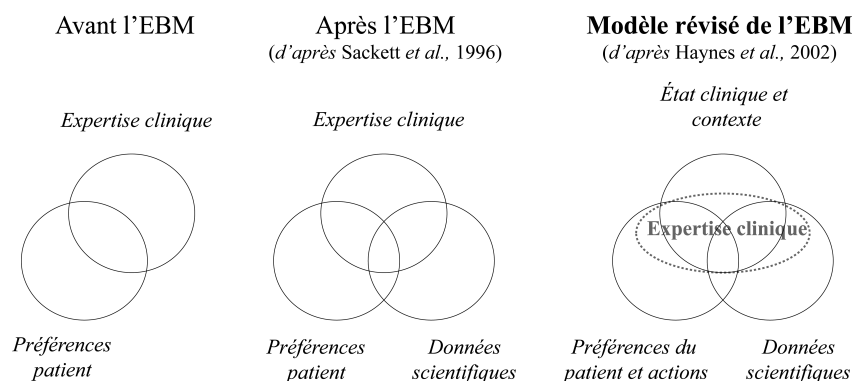 Avant l’EBM
Expertise clinique
Préférences
patient
Après l’EBM
(d’après Sackett et al., 1996)
Expertise clinique
Préférences
patient
Données
scientifiques
Modèle révisé de l’EBM
(d’après Haynes et al., 2002)
État clinique et
contexte
Expertise clinique
Préférences du
patient et actions
Données
scientifiques